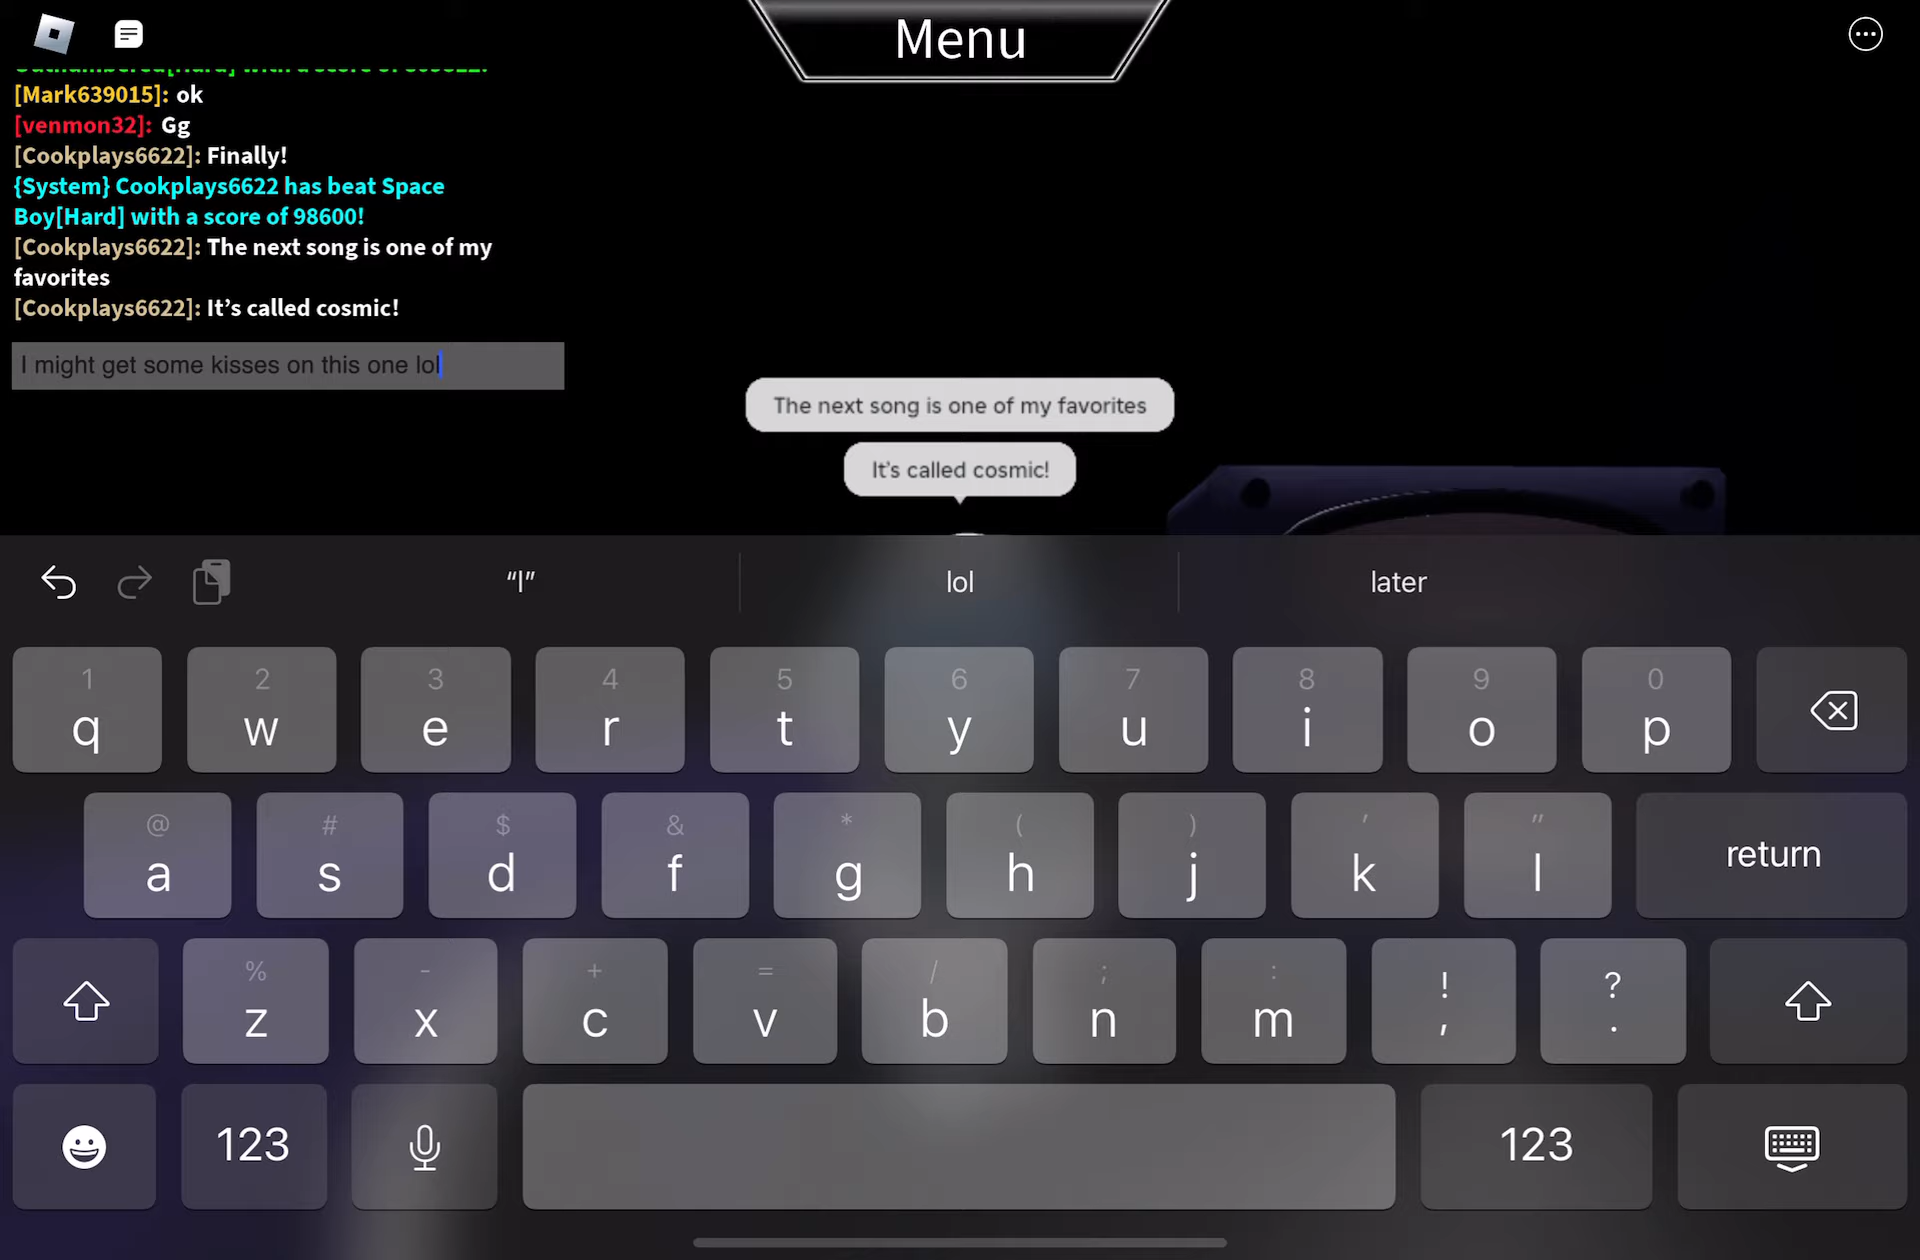 Menu
[Mark639015]: ok
[venmon32]: Gg
[Cookplays6622]: Finally!
{System} Cookplays6622 has beat Space
Boy[Hard] with a score of 98600!
[Cookplays6622]: The next song is one of my
favorites
[Cookplays6622]: It’s called cosmic!
I might get some kisses on this one lol
The next song is one of my favorites
It's called cosmic!
“l” lol later
1 2 3 4 5 6 7 8 9 0
q w e r t y u i o p
@ # $ & * ( ) ' "
a s d f g h j k l return
% - + = / ; : ! ?
z x c v b n m , .
123 123